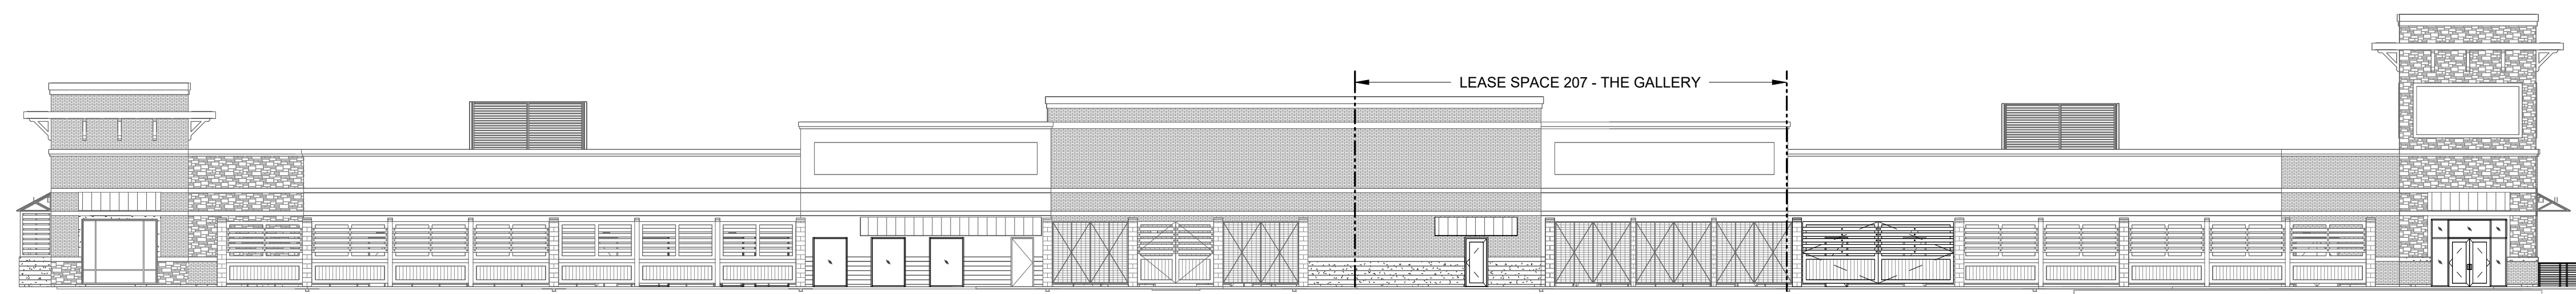 LEASE SPACE 207 - THE GALLERY